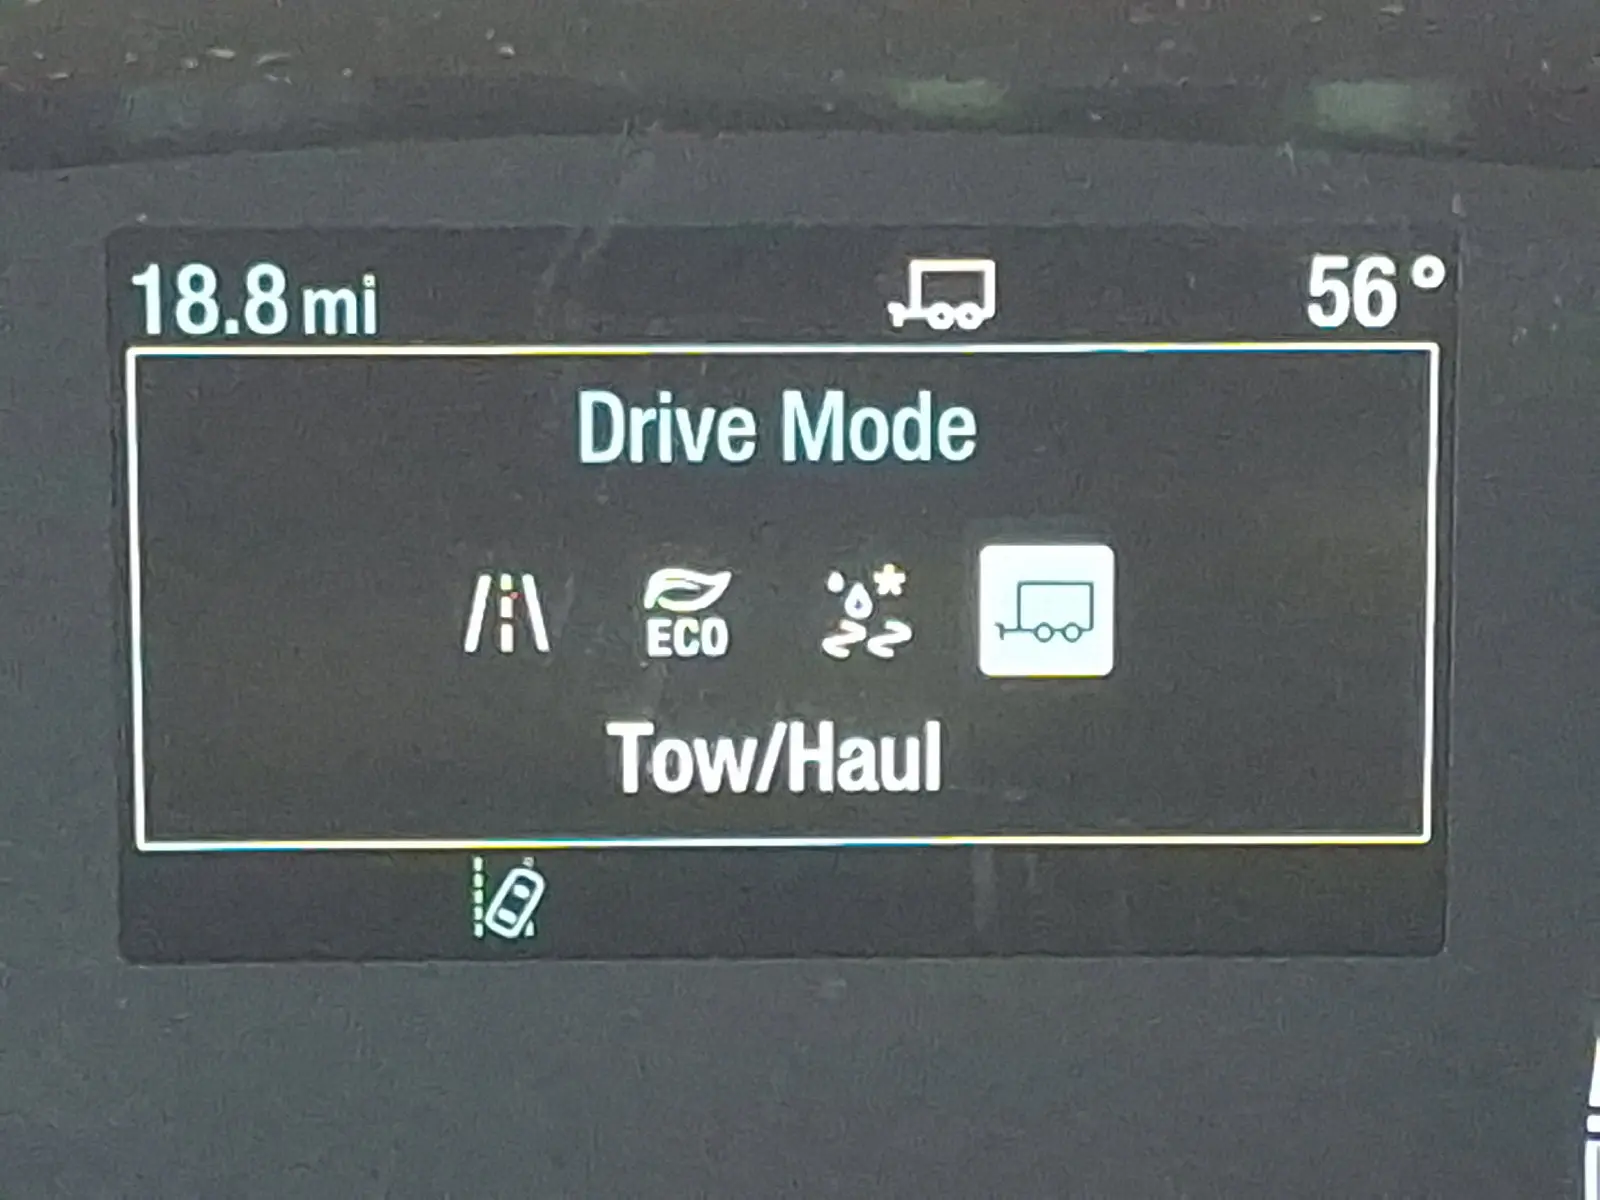 18.8 mi 56°
Drive Mode
ECO
Tow/Haul